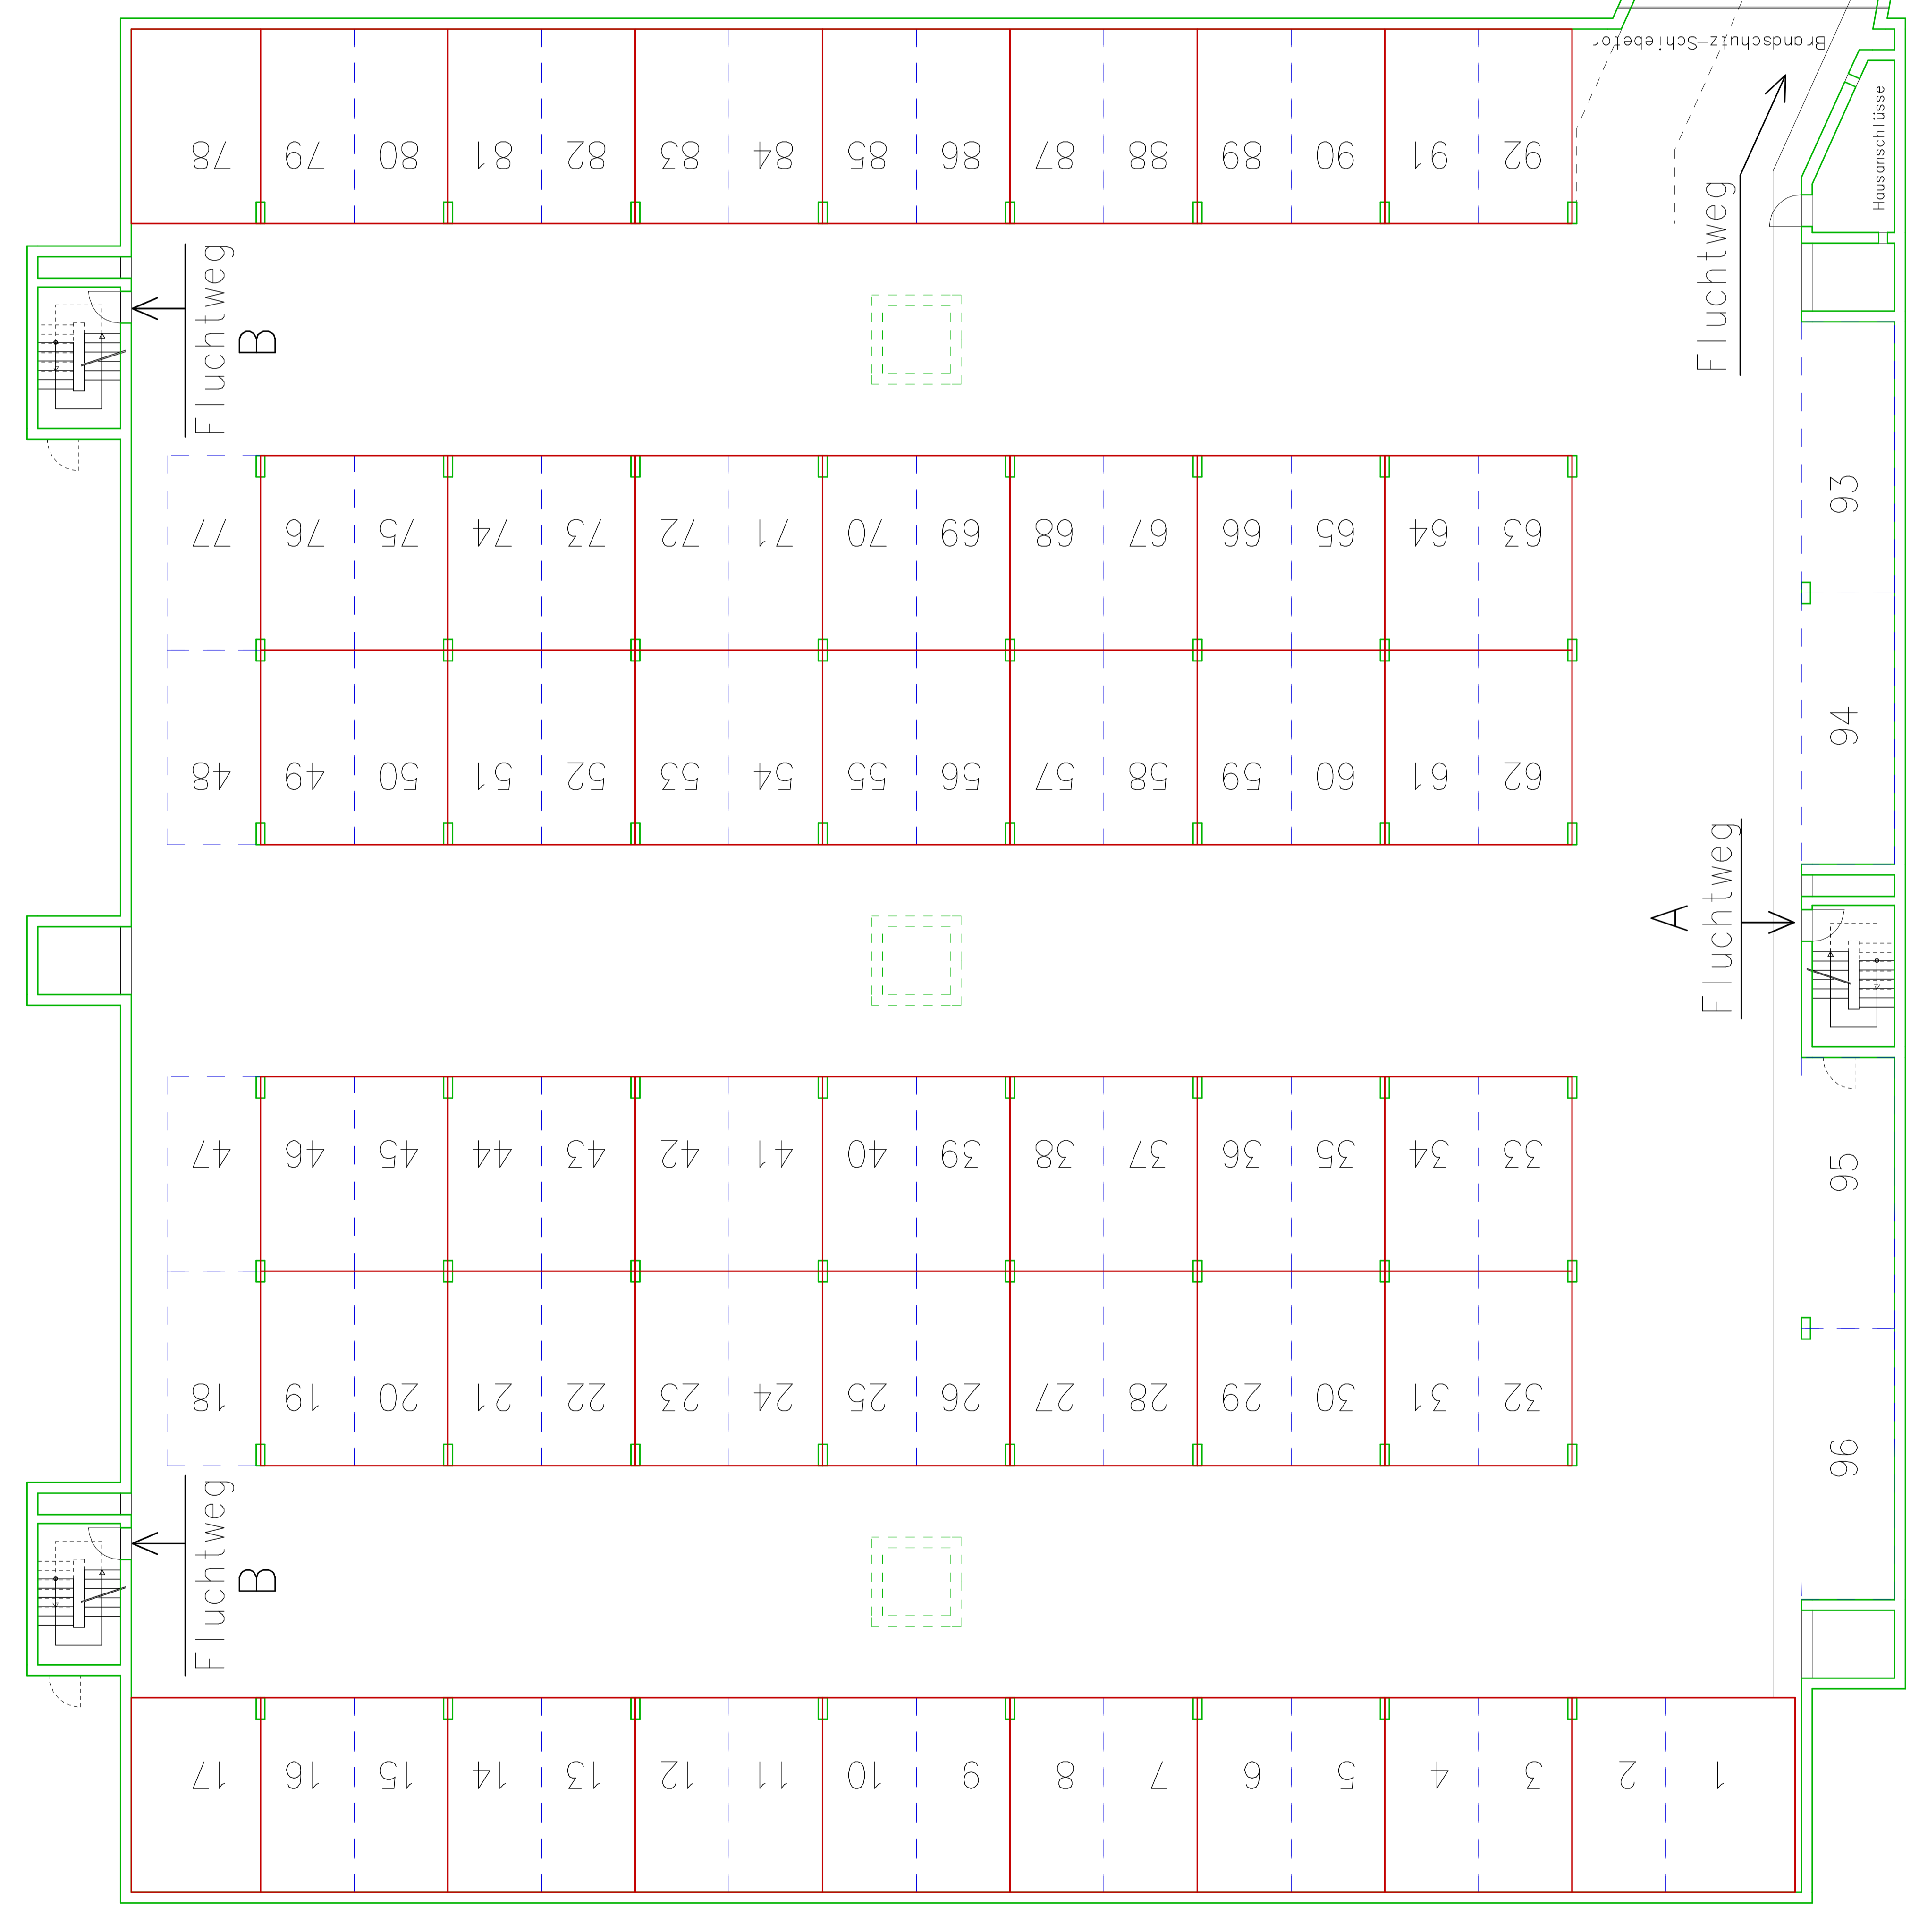 Brandschutz-Schiebetor
Hausanschlüsse
78 79 80 81 82 83 84 85 86 87 88 89 90 91 92
Fluchtweg
B
Fluchtweg
77 76 75 74 73 72 71 70 69 68 67 66 65 64 63
93
48 49 50 51 52 53 54 55 56 57 58 59 60 61 62
94
A
Fluchtweg
47 46 45 44 43 42 41 40 39 38 37 36 35 34 33
95
18 19 20 21 22 23 24 25 26 27 28 29 30 31 32
96
Fluchtweg
B
17 16 15 14 13 12 11 10 9 8 7 6 5 4 3 2 1